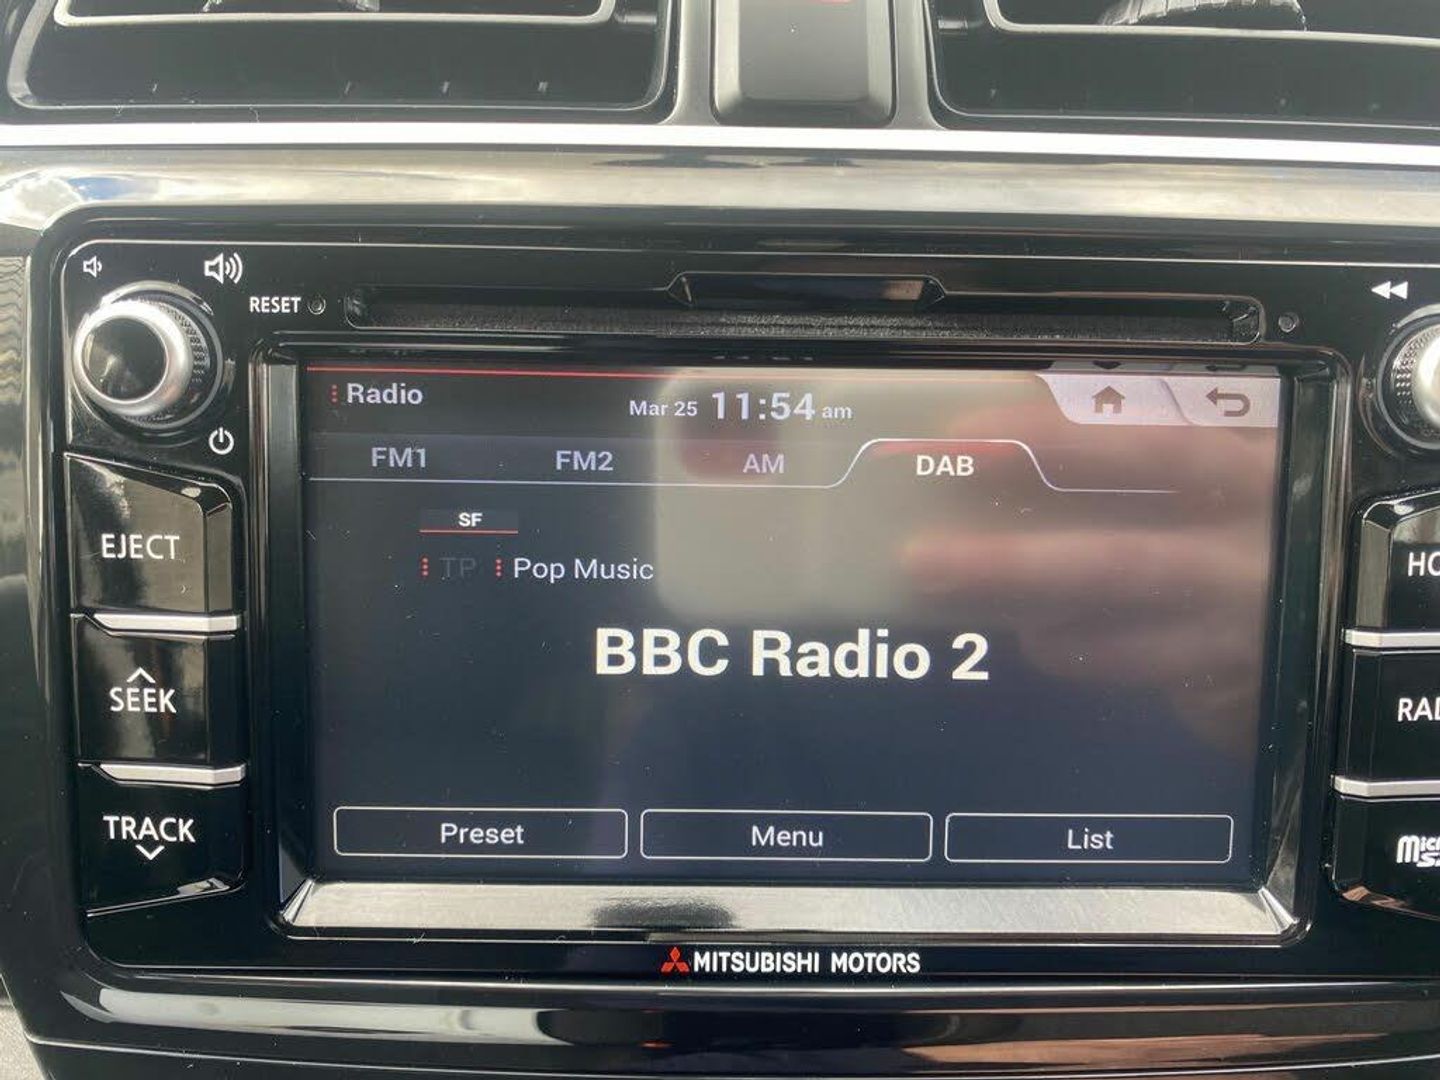 RESET
Radio
Mar 25 11:54 am
FM1 FM2 AM DAB
SF
TP Pop Music
BBC Radio 2
Preset Menu List
EJECT
SEEK
TRACK
MITSUBISHI MOTORS